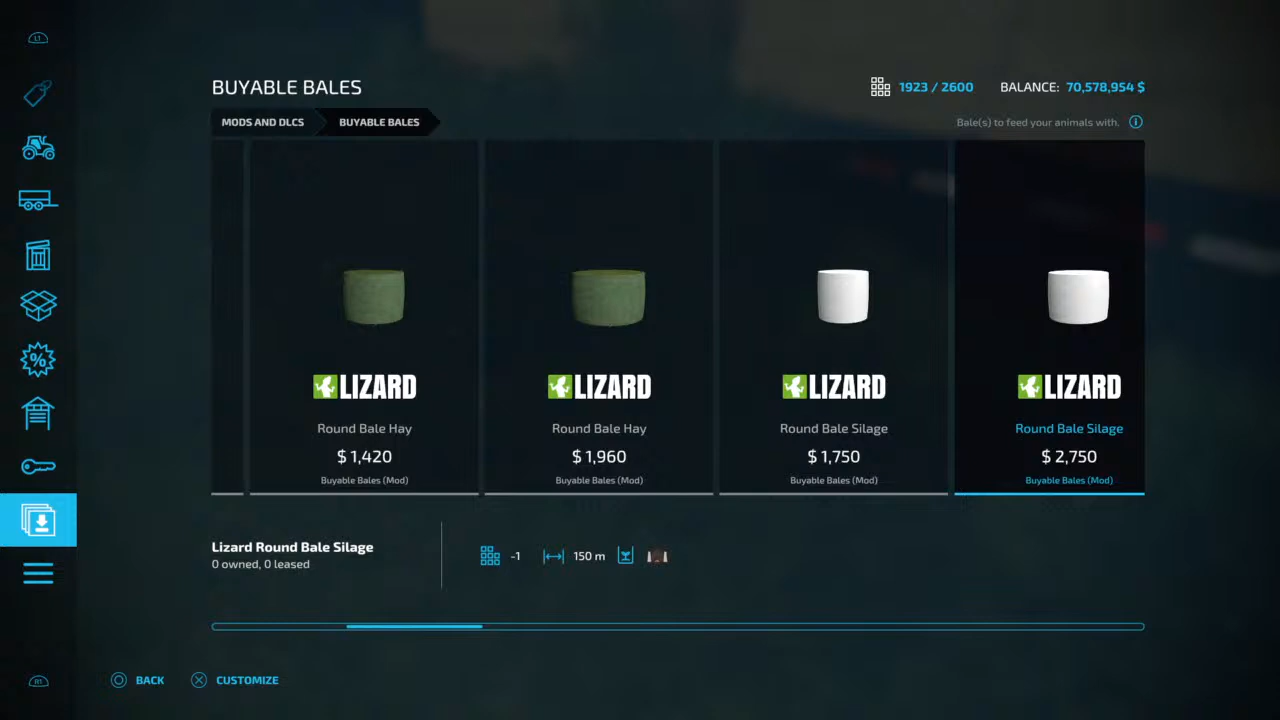 L1
BUYABLE BALES
1923 / 2600
BALANCE: 70,578,954 $
MODS AND DLCS
BUYABLE BALES
Bale(s) to feed your animals with.
LIZARD
Round Bale Hay
$ 1,420
Buyable Bales (Mod)
LIZARD
Round Bale Hay
$ 1,960
Buyable Bales (Mod)
LIZARD
Round Bale Silage
$ 1,750
Buyable Bales (Mod)
LIZARD
Round Bale Silage
$ 2,750
Buyable Bales (Mod)
Lizard Round Bale Silage
0 owned, 0 leased
-1
150 m
R1
BACK
CUSTOMIZE